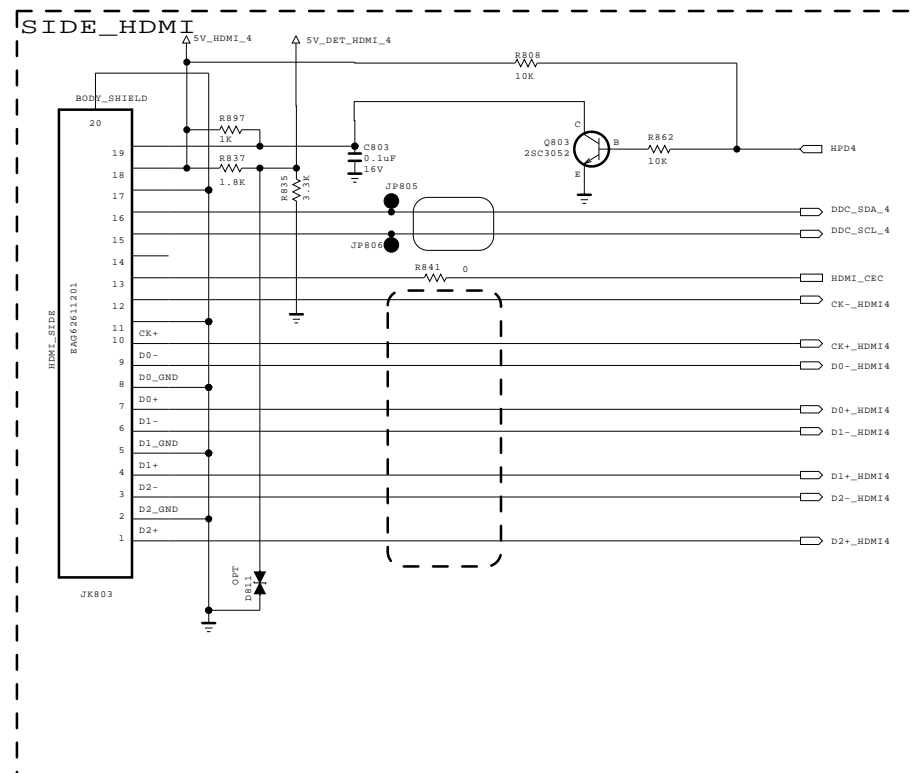 SIDE_HDMI
5V_HDMI_4
5V_DET_HDMI_4
R808
10K
BODY_SHIELD
20
R897
1K
C803
0.1uF
16V
C
Q803
2SC3052
B
E
R862
10K
HPD4
19
18
R837
1.8K
R835
3.3K
17
JP805
16
DDC_SDA_4
15
JP806
DDC_SCL_4
14
R841
0
13
HDMI_CEC
12
CK-_HDMI4
11
EAG62611201
HDMI_SIDE
CK+
10
CK+_HDMI4
D0-
9
D0-_HDMI4
D0_GND
8
D0+
7
D0+_HDMI4
D1-
6
D1-_HDMI4
D1_GND
5
D1+
4
D1+_HDMI4
D2-
3
D2-_HDMI4
D2_GND
2
D2+
1
D2+_HDMI4
OPT
D811
JK803